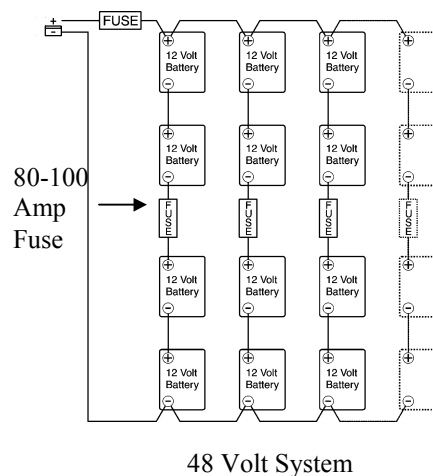 +
-
FUSE
+
+
+
+
12 Volt
Battery
12 Volt
Battery
12 Volt
Battery
-
-
-
-
+
+
+
+
12 Volt
Battery
12 Volt
Battery
12 Volt
Battery
-
-
-
-
80-100
Amp
Fuse
FUSE
FUSE
FUSE
FUSE
+
+
+
+
12 Volt
Battery
12 Volt
Battery
12 Volt
Battery
-
-
-
-
+
+
+
+
12 Volt
Battery
12 Volt
Battery
12 Volt
Battery
-
-
-
-
48 Volt System